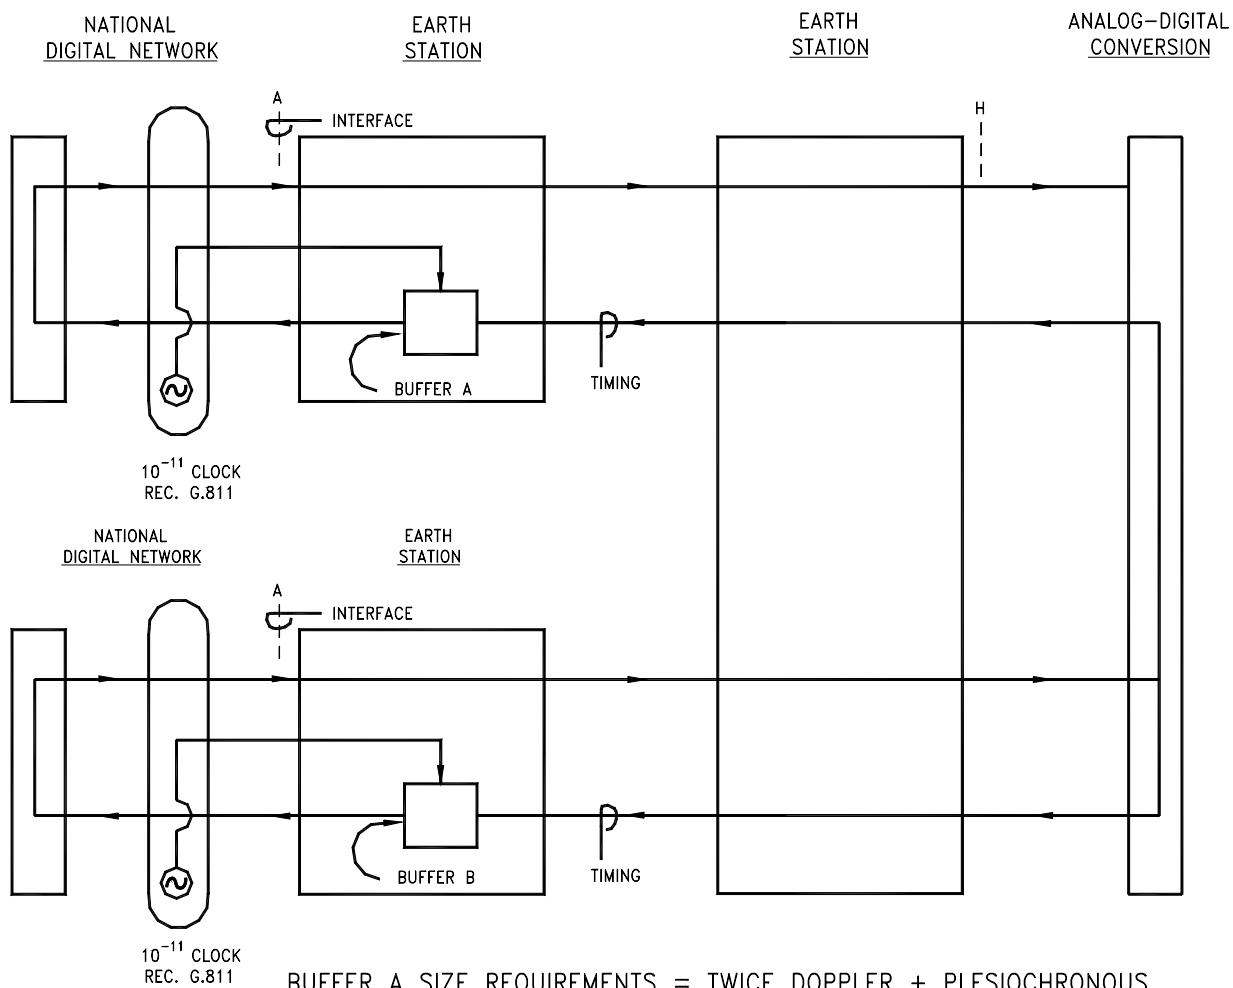 NATIONAL
DIGITAL NETWORK
EARTH
STATION
EARTH
STATION
ANALOG-DIGITAL
CONVERSION
A
INTERFACE
H
BUFFER A
TIMING
10⁻¹¹ CLOCK
REC. G.811
NATIONAL
DIGITAL NETWORK
EARTH
STATION
A
INTERFACE
BUFFER B
TIMING
10⁻¹¹ CLOCK
REC. G.811
BUFFER A SIZE REQUIREMENTS = TWICE DOPPLER + PLESIOCHRONOUS